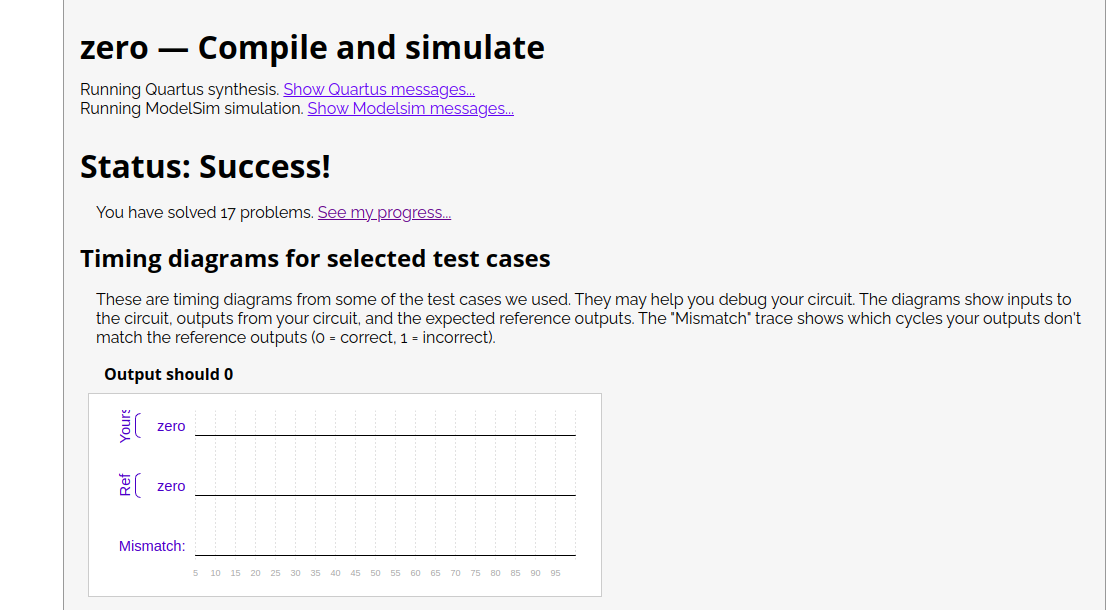 zero — Compile and simulate
Running Quartus synthesis. Show Quartus messages...
Running ModelSim simulation. Show Modelsim messages...
Status: Success!
You have solved 17 problems. See my progress...
Timing diagrams for selected test cases
These are timing diagrams from some of the test cases we used. They may help you debug your circuit. The diagrams show inputs to
the circuit, outputs from your circuit, and the expected reference outputs. The "Mismatch" trace shows which cycles your outputs don't
match the reference outputs (0 = correct, 1 = incorrect).
Output should 0
Yours zero
Ref zero
Mismatch:
5 10 15 20 25 30 35 40 45 50 55 60 65 70 75 80 85 90 95